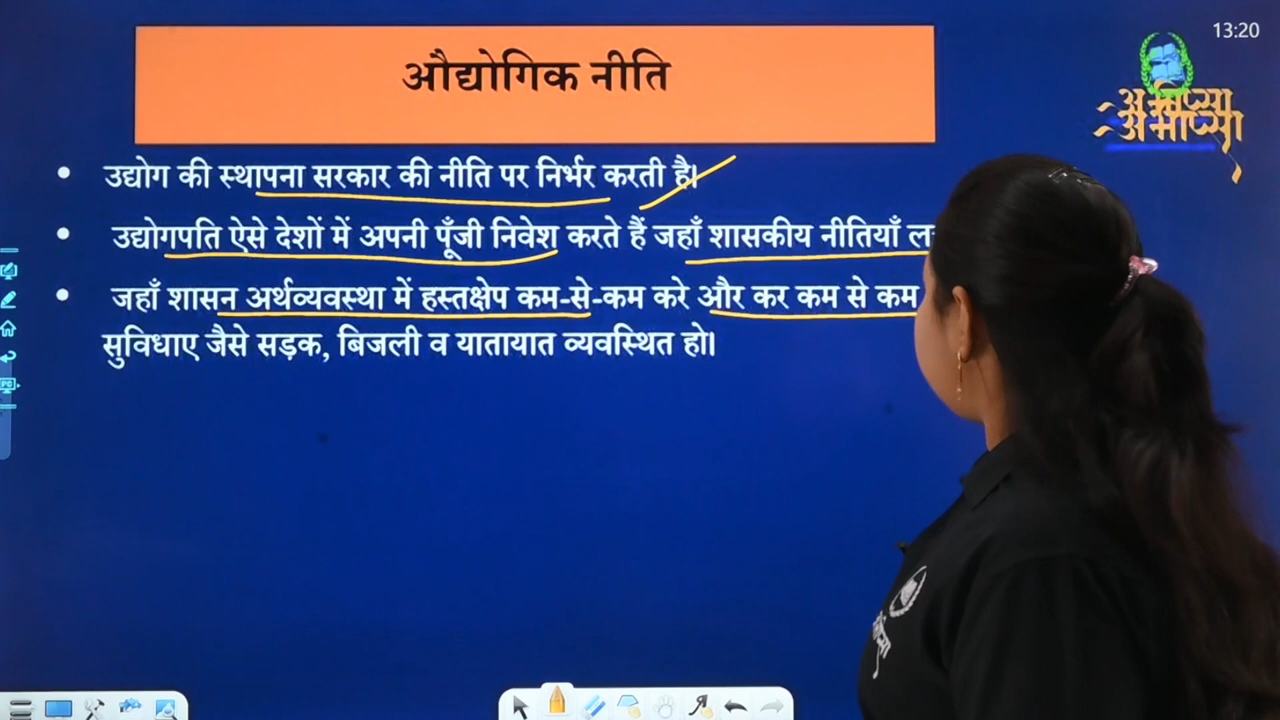 13:20
औद्योगिक नीति
• उद्योग की स्थापना सरकार की नीति पर निर्भर करती है।
• उद्योगपति ऐसे देशों में अपनी पूँजी निवेश करते हैं जहाँ शासकीय नीतियाँ
• जहाँ शासन अर्थव्यवस्था में हस्तक्षेप कम-से-कम करे और कर कम से कम
सुविधाए जैसे सड़क, बिजली व यातायात व्यवस्थित हो।
PC